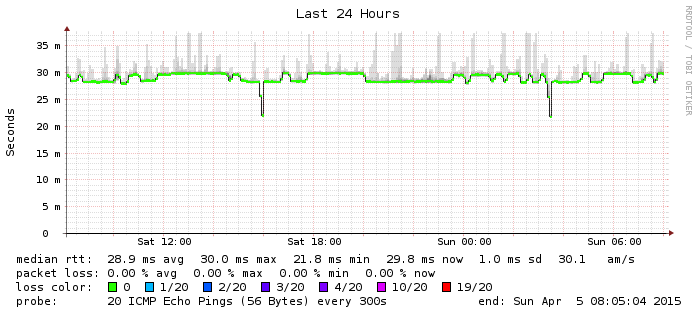 Last 24 Hours
RRDTOOL / TOBI OETIKER
Seconds
35 m
30 m
25 m
20 m
15 m
10 m
5 m
0
Sat 12:00 Sat 18:00 Sun 00:00 Sun 06:00
median rtt: 28.9 ms avg 30.0 ms max 21.8 ms min 29.8 ms now 1.0 ms sd 30.1 am/s
packet loss: 0.00 % avg 0.00 % max 0.00 % min 0.00 % now
loss color: 0 1/20 2/20 3/20 4/20 10/20 19/20
probe: 20 ICMP Echo Pings (56 Bytes) every 300s end: Sun Apr 5 08:05:04 2015